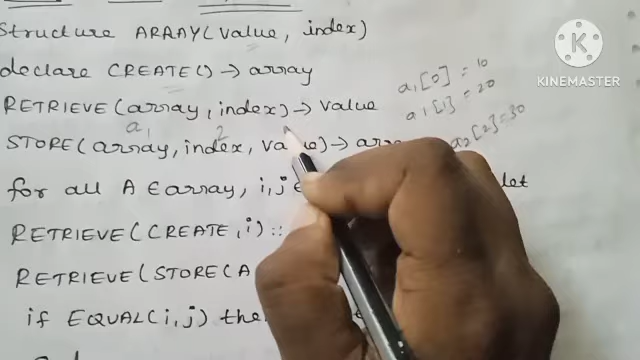 Structure ARRAY(value, index)
declare CREATE() → array
a1[0] = 10
RETRIEVE(array, index) → value
a1[1] = 20
a1 2
STORE(array, index, value) → arr
a2[2] = 30
for all A ∈ array, i, j let
RETRIEVE(CREATE, i) ::
RETRIEVE(STORE(A
if EQUAL(i, j) the
KINEMASTER